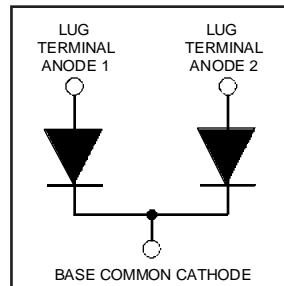 LUG
TERMINAL
ANODE 1
LUG
TERMINAL
ANODE 2
BASE COMMON CATHODE